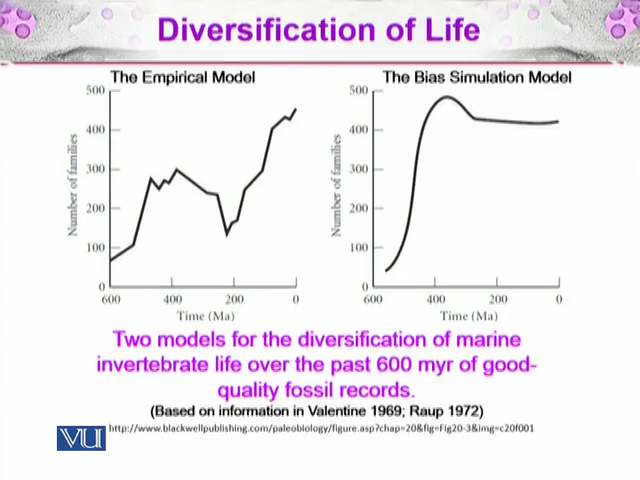 Diversification of Life
The Empirical Model
The Bias Simulation Model
500
400
300
200
100
0
Number of families
600
400
200
0
Time (Ma)
500
400
300
200
100
0
Number of families
600
400
200
0
Time (Ma)
Two models for the diversification of marine
invertebrate life over the past 600 myr of good-
quality fossil records.
(Based on information in Valentine 1969; Raup 1972)
VU
http://www.blackwellpublishing.com/paleobiology/figure.asp?chap=20&fig=Fig20-3&img=c20f001